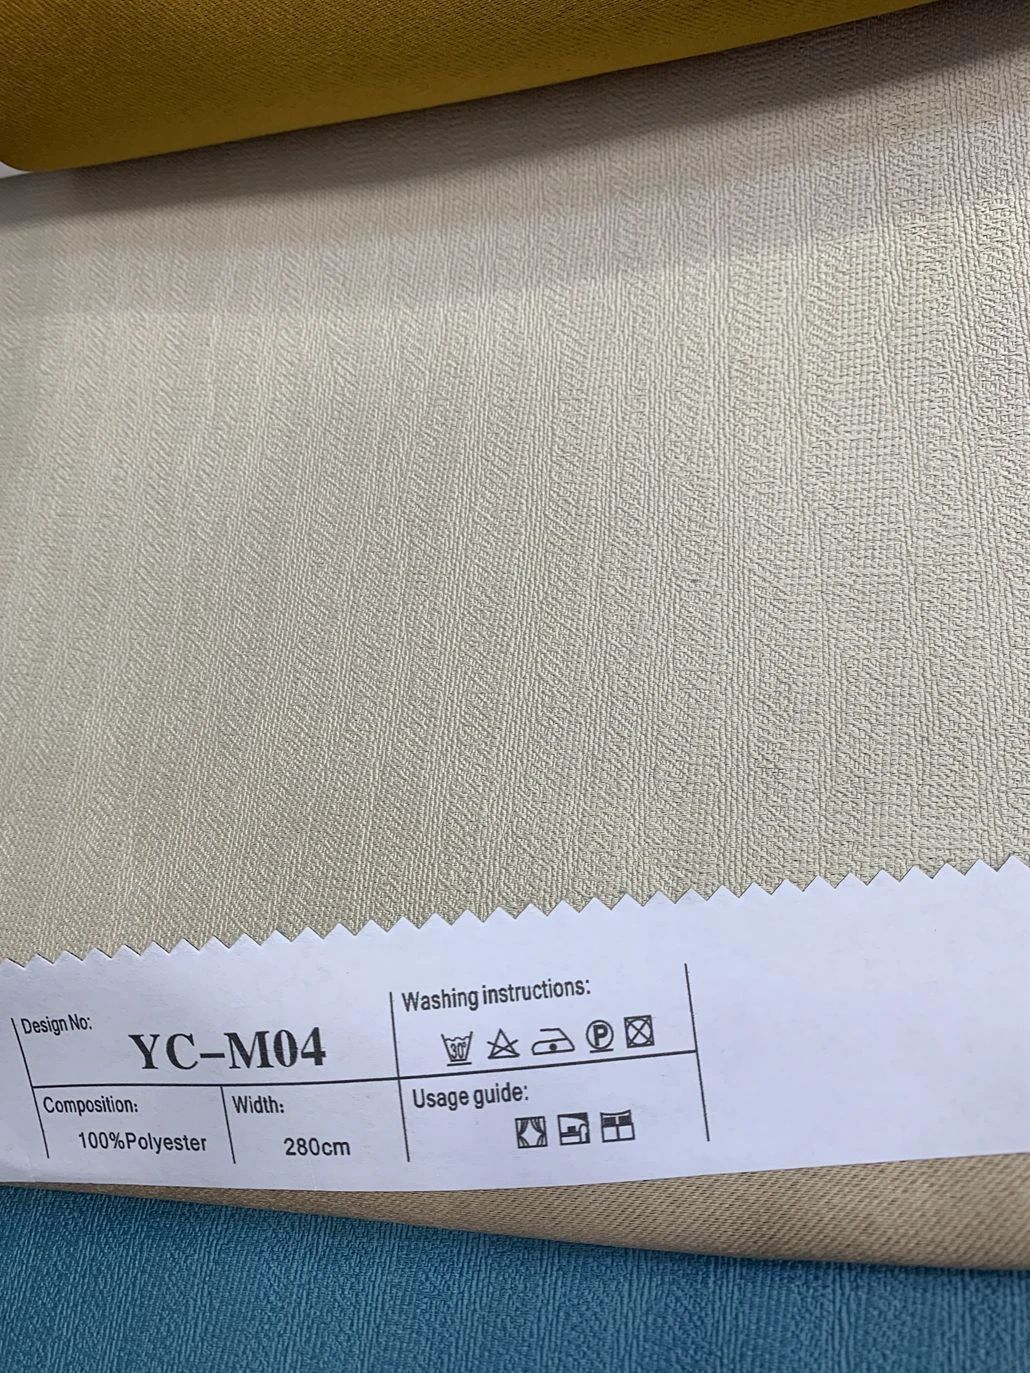 Design No:
YC-M04
Composition:
100%Polyester
Width:
280cm
Washing instructions:
30°
P
Usage guide: